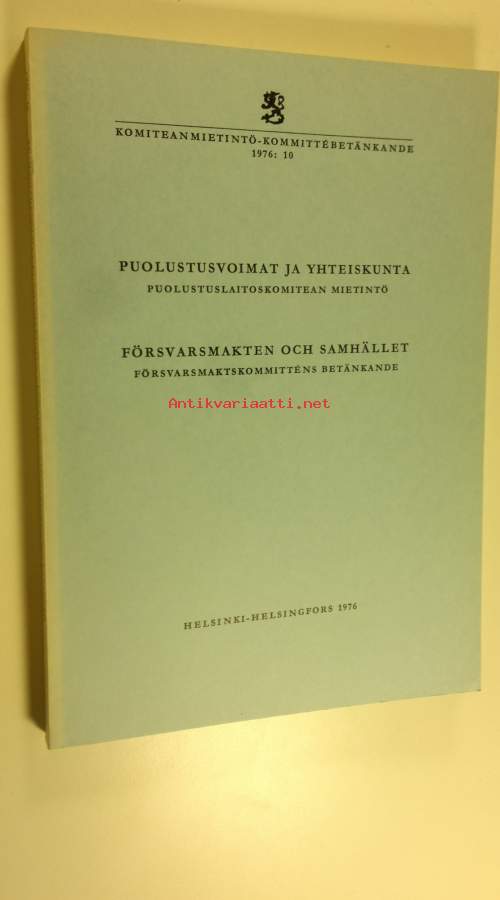 KOMITEANMIETINTÖ-KOMMITTÉBETÄNKANDE
1976: 10
PUOLUSTUSVOIMAT JA YHTEISKUNTA
PUOLUSTUSLAITOSKOMITEAN MIETINTÖ
FÖRSVARSMAKTEN OCH SAMHÄLLET
FÖRSVARSMAKTSKOMMITTÉNS BETÄNKANDE
Antikvariaatti.net
HELSINKI-HELSINGFORS 1976